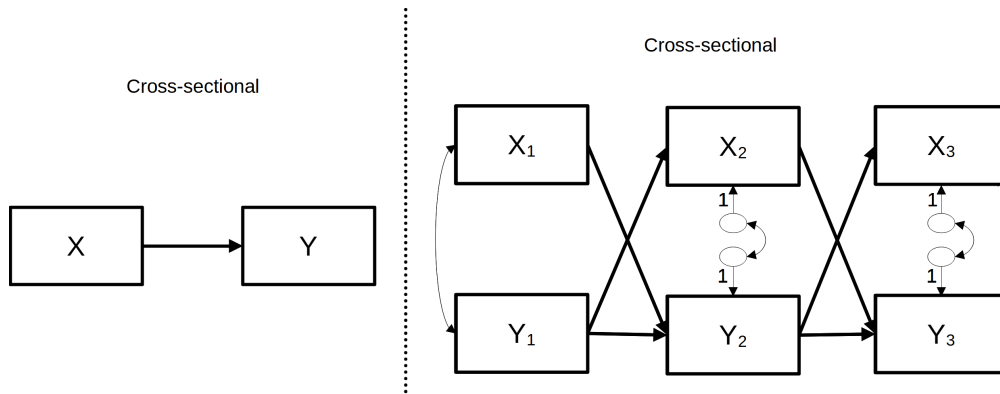 Cross-sectional
X
Y
Cross-sectional
X1
X2
X3
1
1
1
1
Y1
Y2
Y3